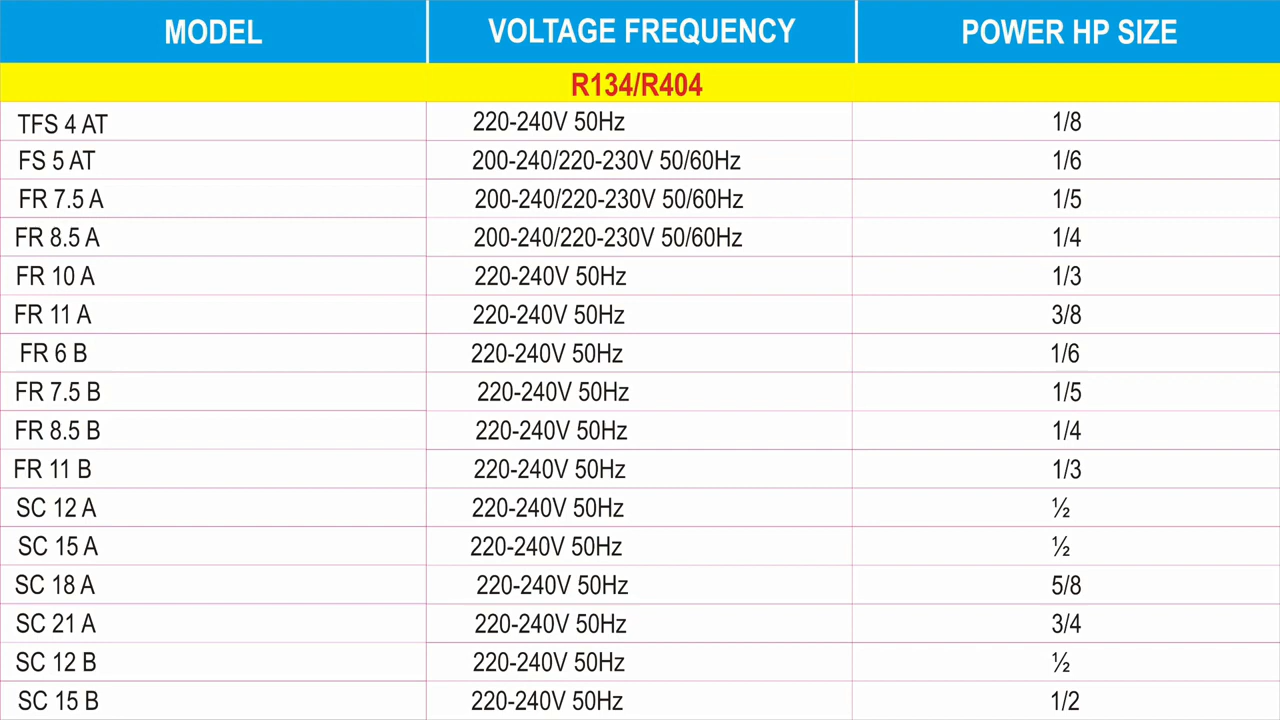 MODEL VOLTAGE FREQUENCY POWER HP SIZE
R134/R404
TFS 4 AT 220-240V 50Hz 1/8
FS 5 AT 200-240/220-230V 50/60Hz 1/6
FR 7.5 A 200-240/220-230V 50/60Hz 1/5
FR 8.5 A 200-240/220-230V 50/60Hz 1/4
FR 10 A 220-240V 50Hz 1/3
FR 11 A 220-240V 50Hz 3/8
FR 6 B 220-240V 50Hz 1/6
FR 7.5 B 220-240V 50Hz 1/5
FR 8.5 B 220-240V 50Hz 1/4
FR 11 B 220-240V 50Hz 1/3
SC 12 A 220-240V 50Hz ½
SC 15 A 220-240V 50Hz ½
SC 18 A 220-240V 50Hz 5/8
SC 21 A 220-240V 50Hz 3/4
SC 12 B 220-240V 50Hz ½
SC 15 B 220-240V 50Hz 1/2